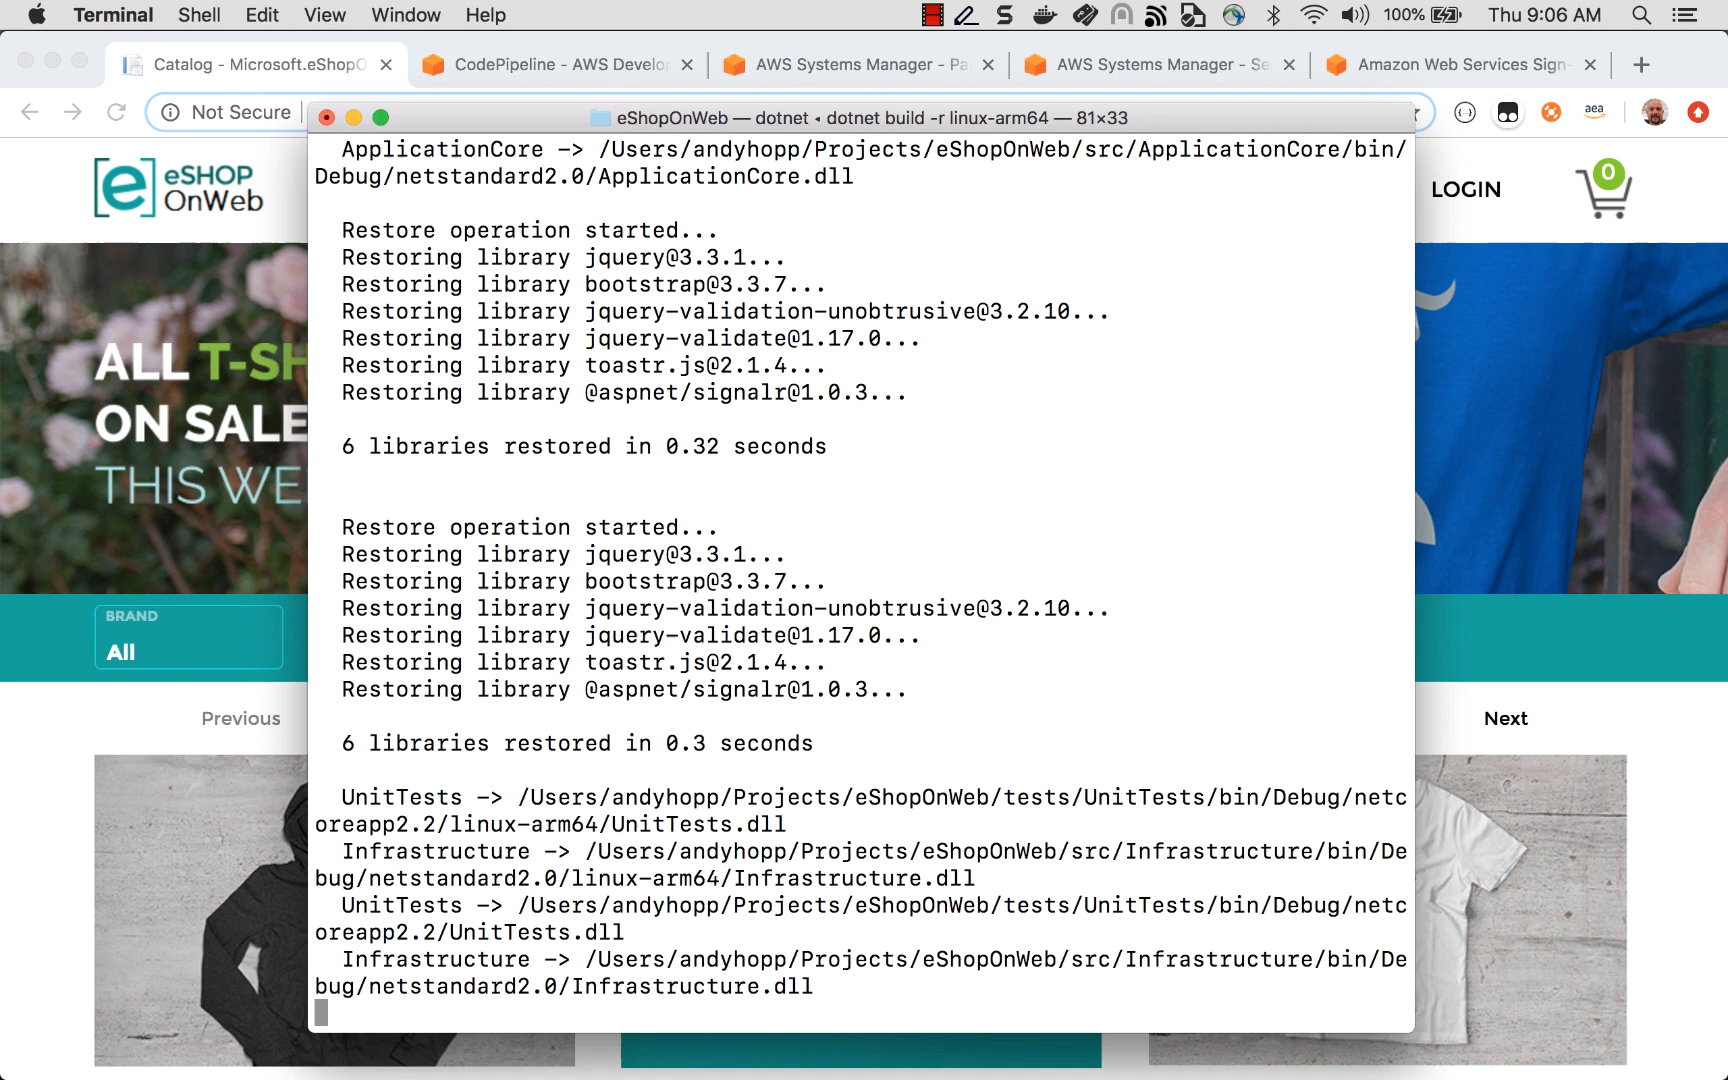 Terminal Shell Edit View Window Help 100% Thu 9:06 AM
Catalog - Microsoft.eShopO CodePipeline - AWS Develo AWS Systems Manager - Pa AWS Systems Manager - Se Amazon Web Services Sign-
Not Secure
aea
eShopOnWeb — dotnet ◂ dotnet build -r linux-arm64 — 81×33
eSHOP
OnWeb
LOGIN
0
ALL T-SH
ON SALE
THIS WE
BRAND
All
Previous
Next
ApplicationCore -> /Users/andyhopp/Projects/eShopOnWeb/src/ApplicationCore/bin/
Debug/netstandard2.0/ApplicationCore.dll
Restore operation started...
Restoring library jquery@3.3.1...
Restoring library bootstrap@3.3.7...
Restoring library jquery-validation-unobtrusive@3.2.10...
Restoring library jquery-validate@1.17.0...
Restoring library toastr.js@2.1.4...
Restoring library @aspnet/signalr@1.0.3...
6 libraries restored in 0.32 seconds
Restore operation started...
Restoring library jquery@3.3.1...
Restoring library bootstrap@3.3.7...
Restoring library jquery-validation-unobtrusive@3.2.10...
Restoring library jquery-validate@1.17.0...
Restoring library toastr.js@2.1.4...
Restoring library @aspnet/signalr@1.0.3...
6 libraries restored in 0.3 seconds
UnitTests -> /Users/andyhopp/Projects/eShopOnWeb/tests/UnitTests/bin/Debug/netc
oreapp2.2/linux-arm64/UnitTests.dll
Infrastructure -> /Users/andyhopp/Projects/eShopOnWeb/src/Infrastructure/bin/De
bug/netstandard2.0/linux-arm64/Infrastructure.dll
UnitTests -> /Users/andyhopp/Projects/eShopOnWeb/tests/UnitTests/bin/Debug/netc
oreapp2.2/UnitTests.dll
Infrastructure -> /Users/andyhopp/Projects/eShopOnWeb/src/Infrastructure/bin/De
bug/netstandard2.0/Infrastructure.dll